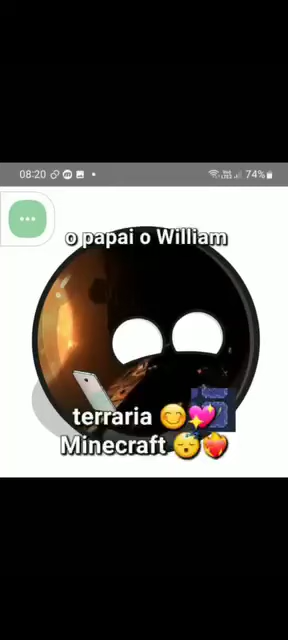 08:20 74%
o papai o William
terraria 😊💖
Minecraft 😴❤️‍🔥